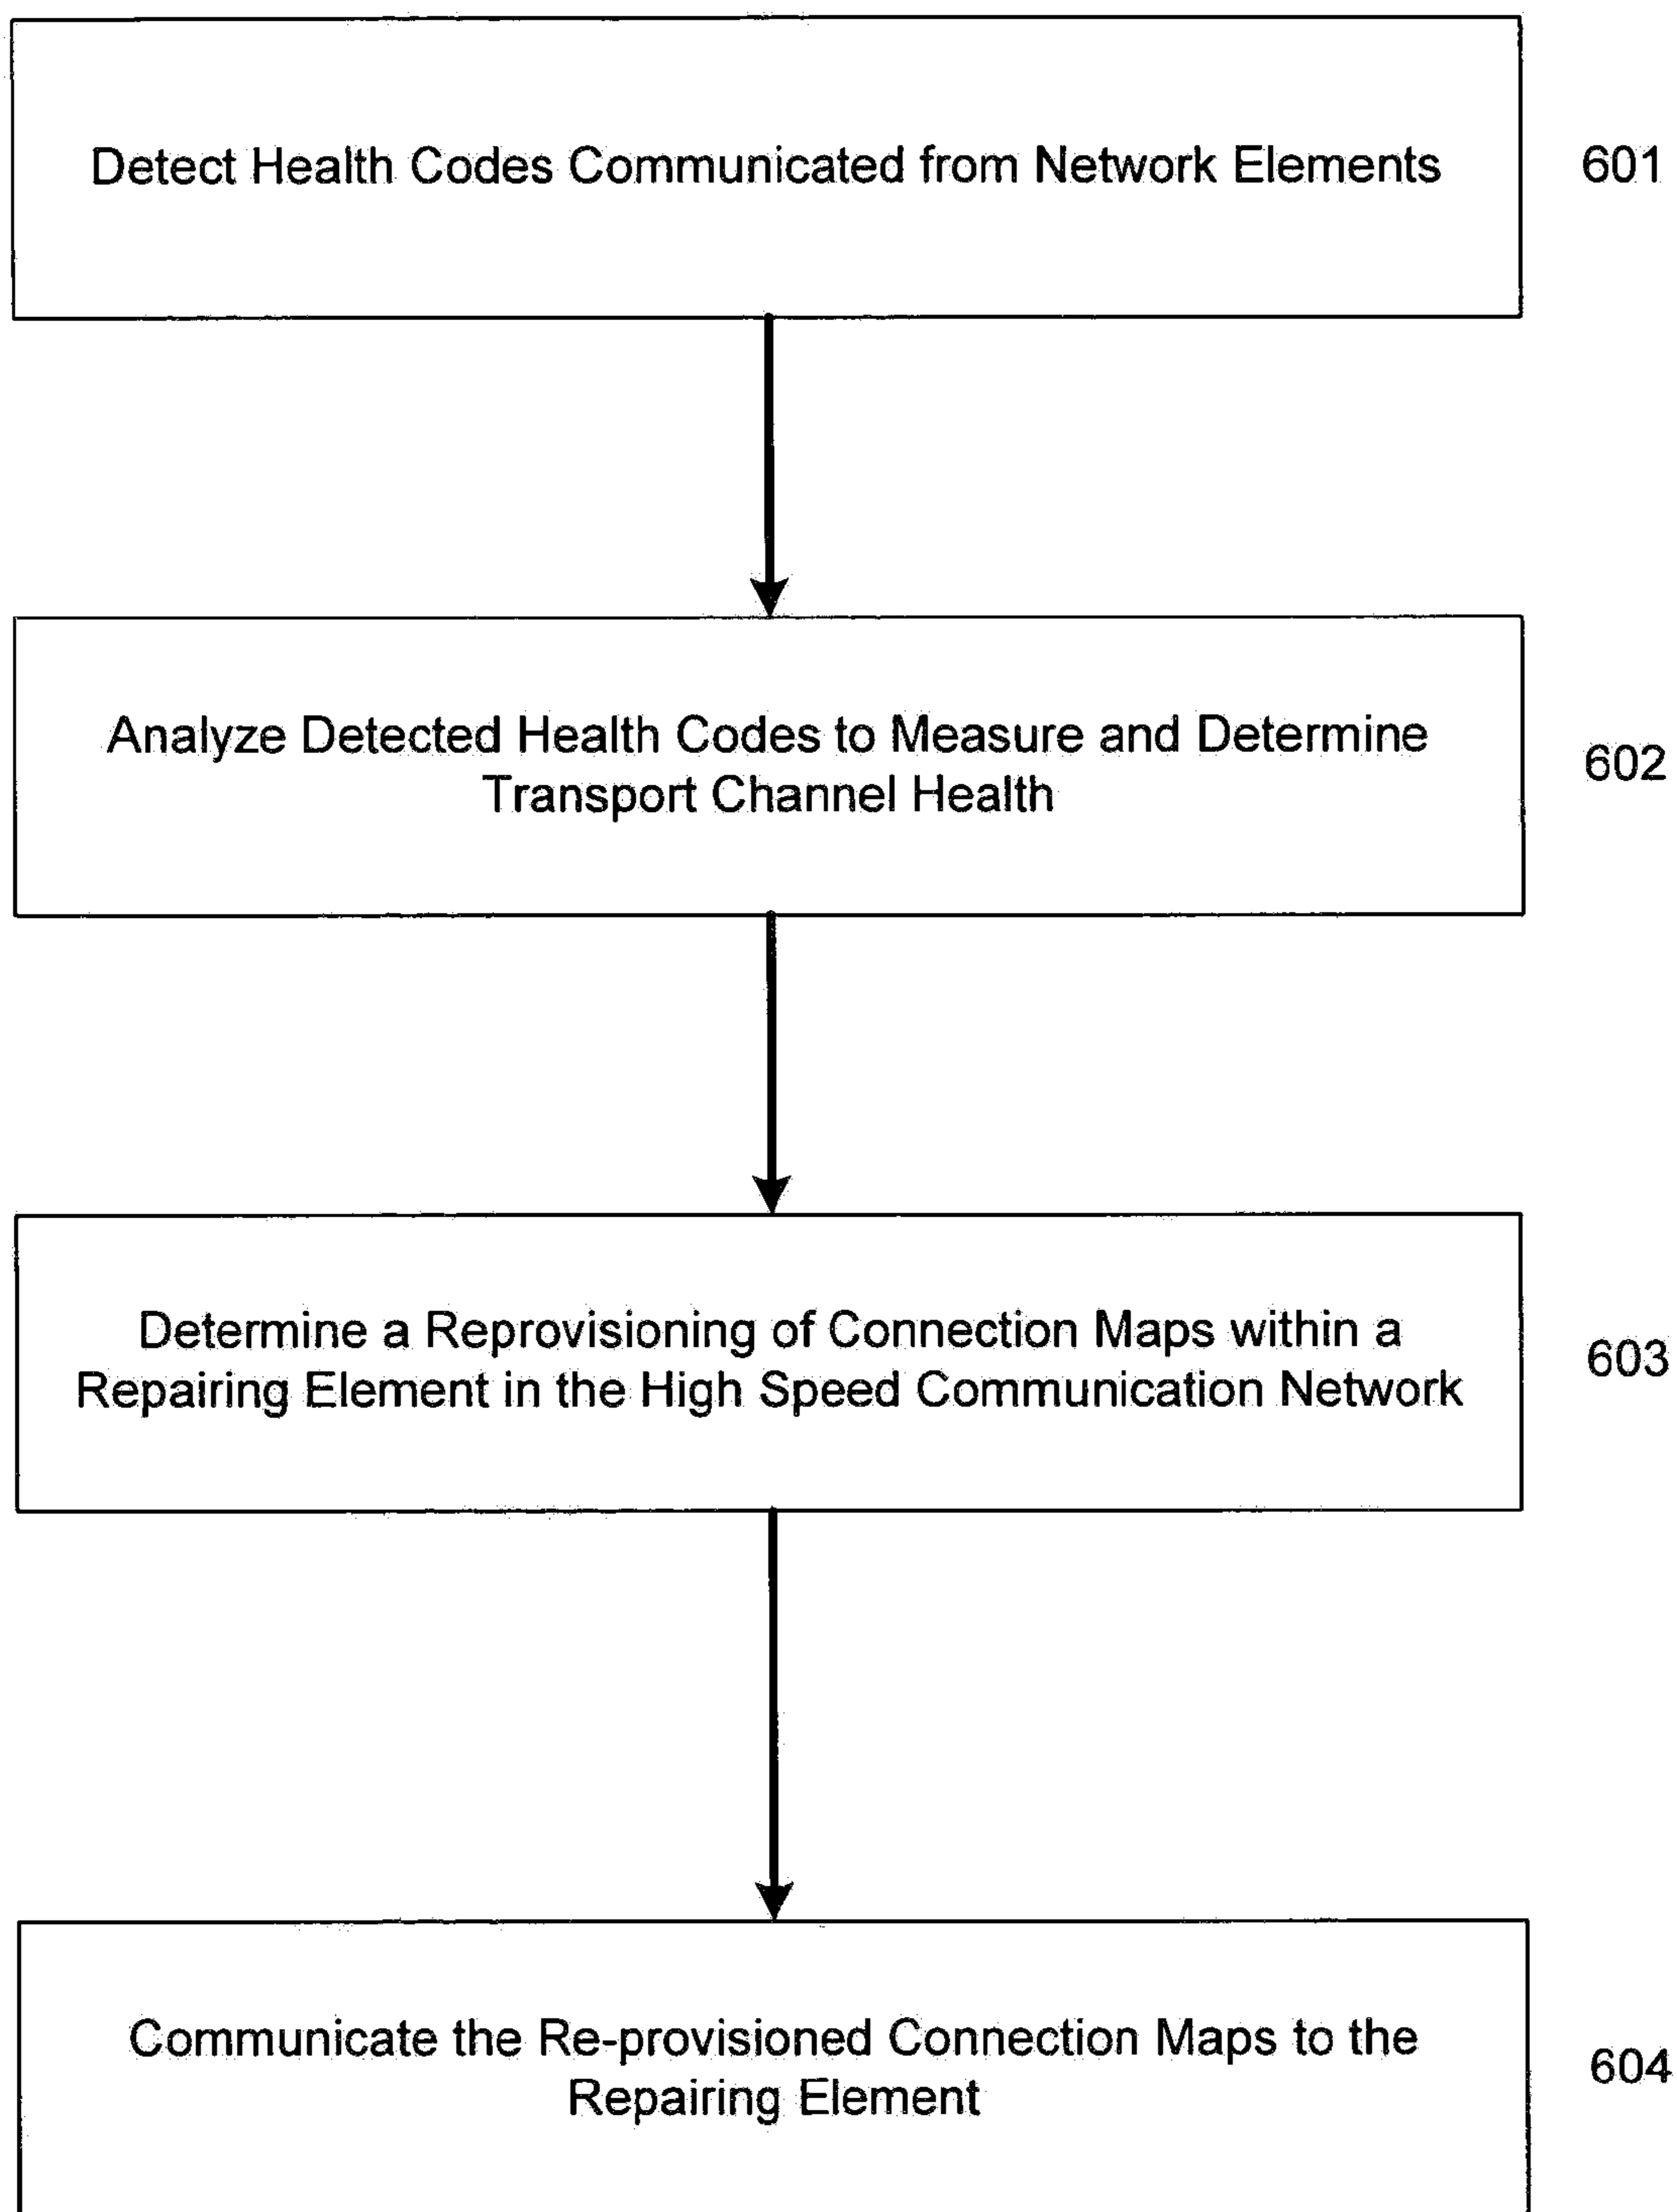 Detect Health Codes Communicated from Network Elements
601
Analyze Detected Health Codes to Measure and Determine
Transport Channel Health
602
Determine a Reprovisioning of Connection Maps within a
Repairing Element in the High Speed Communication Network
603
Communicate the Re-provisioned Connection Maps to the
Repairing Element
604